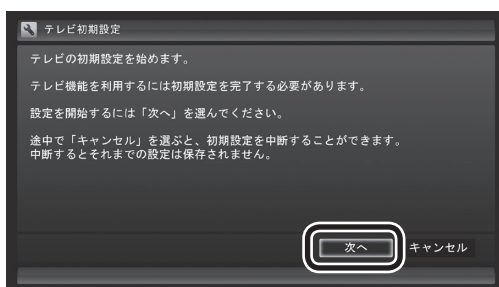 テレビ初期設定
テレビの初期設定を始めます。
テレビ機能を利用するには初期設定を完了する必要があります。
設定を開始するには「次へ」を選んでください。
途中で「キャンセル」を選ぶと、初期設定を中断することができます。
中断するとそれまでの設定は保存されません。
次へ キャンセル